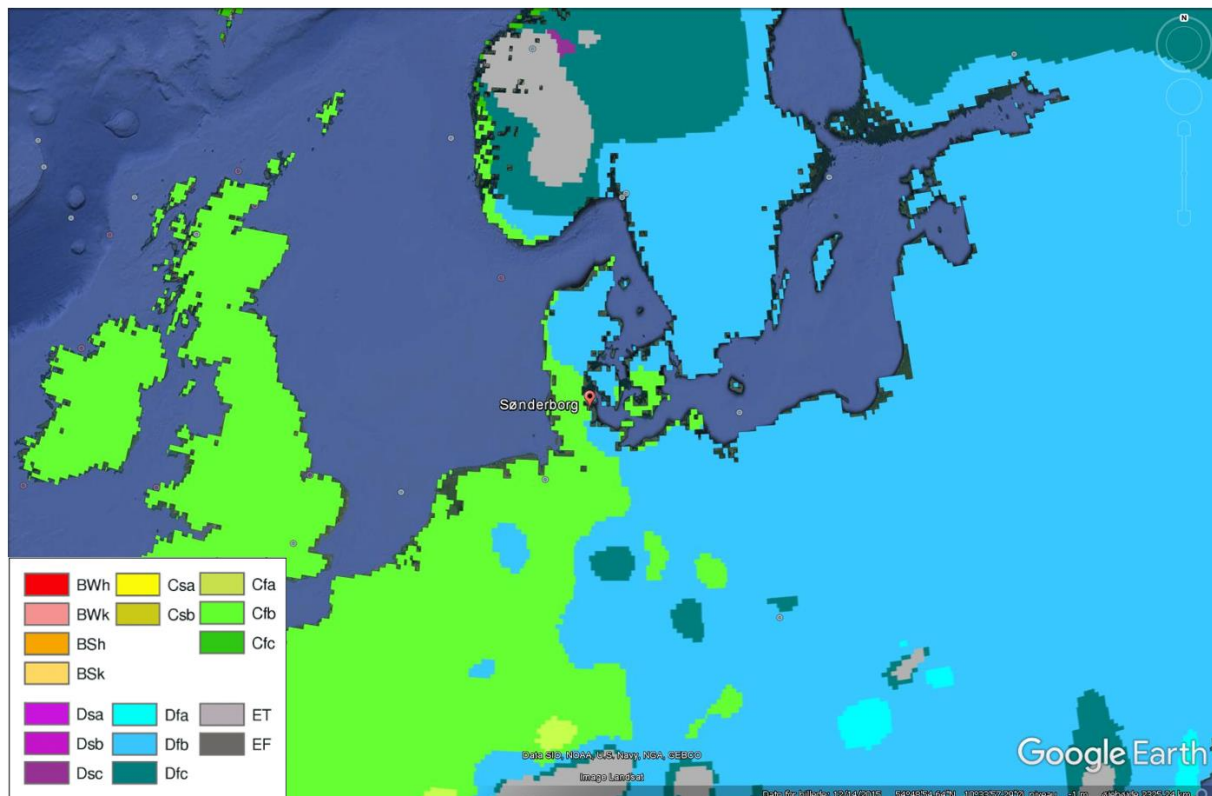 N
Sønderborg
BWh
BWk
BSh
BSk
Csa
Csb
Cfa
Cfb
Cfc
Dsa
Dsb
Dsc
Dfa
Dfb
Dfc
ET
EF
Data SIO, NOAA, U.S. Navy, NGA, GEBCO
Image Landsat
Google Earth